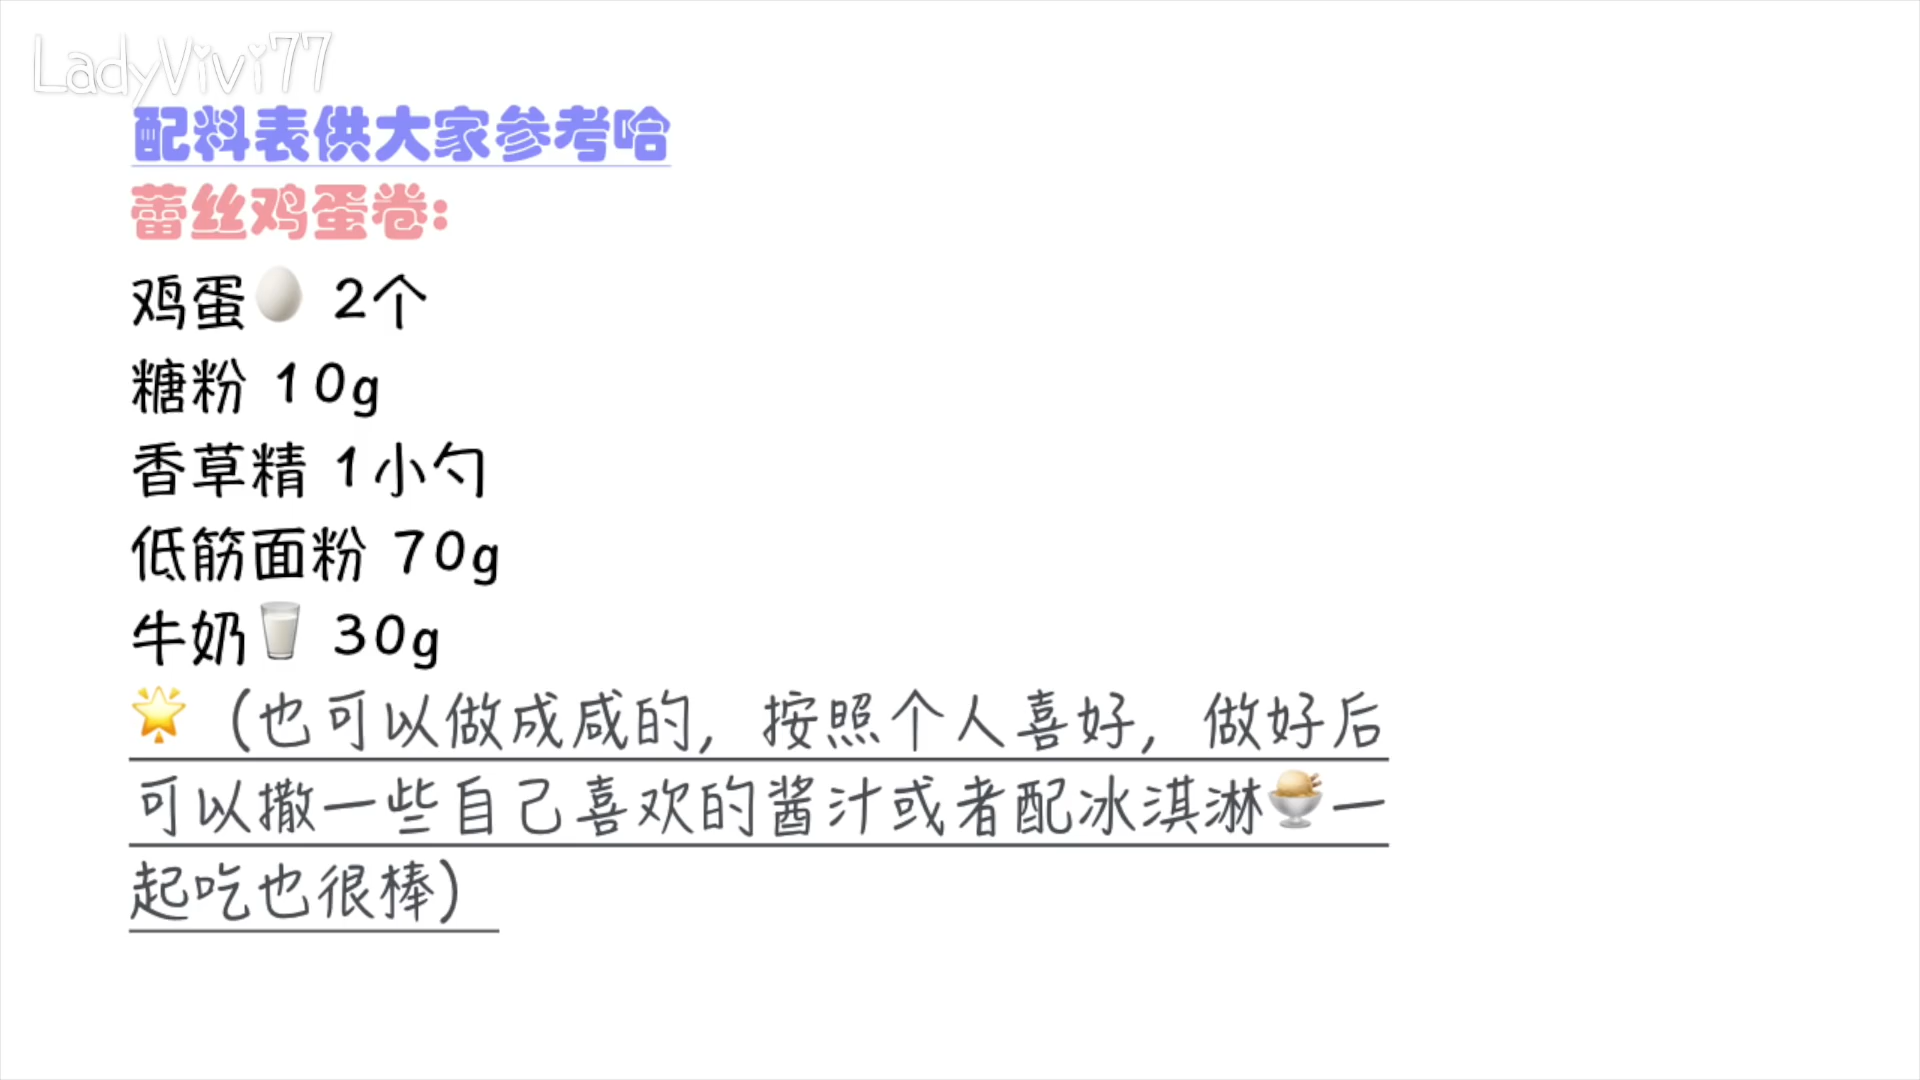 LadyVivi77
配料表供大家参考哈
蕾丝鸡蛋卷:
鸡蛋🥚 2个
糖粉 10g
香草精 1小勺
低筋面粉 70g
牛奶🥛 30g
🌟（也可以做成咸的，按照个人喜好，做好后
可以撒一些自己喜欢的酱汁或者配冰淇淋🍨一
起吃也很棒）